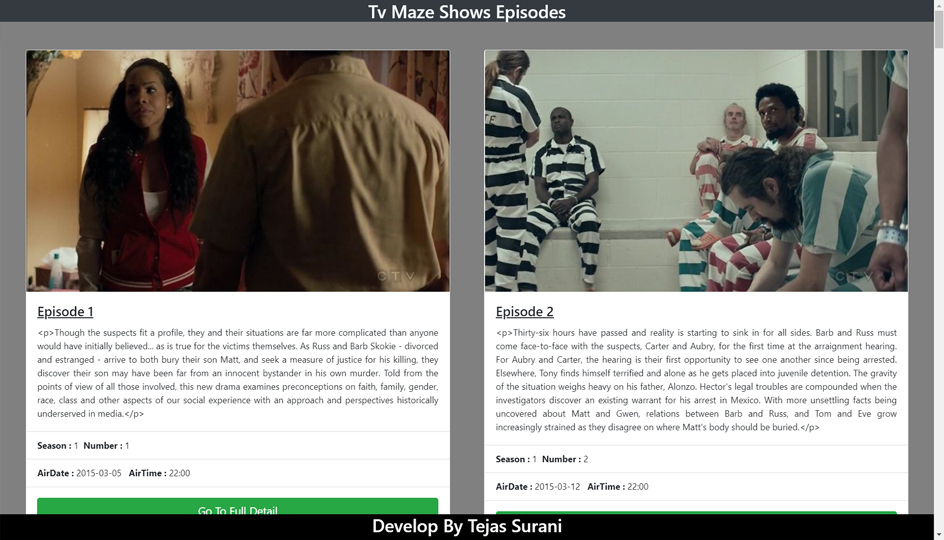 Tv Maze Shows Episodes
CTV
CTV
Episode 1
<p>Though the suspects fit a profile, they and their situations are far more complicated than anyone
would have initially believed... as is true for the victims themselves. As Russ and Barb Skokie - divorced
and estranged - arrive to both bury their son Matt, and seek a measure of justice for his killing, they
discover their son may have been far from an innocent bystander in his own murder. Told from the
points of view of all those involved, this new drama examines preconceptions on faith, family, gender,
race, class and other aspects of our social experience with an approach and perspectives historically
underserved in media.</p>
Season : 1 Number : 1
AirDate : 2015-03-05 AirTime : 22:00
Go To Full Detail
Episode 2
<p>Thirty-six hours have passed and reality is starting to sink in for all sides. Barb and Russ must
come face-to-face with the suspects, Carter and Aubry, for the first time at the arraignment hearing.
For Aubry and Carter, the hearing is their first opportunity to see one another since being arrested.
Elsewhere, Tony finds himself terrified and alone as he gets placed into juvenile detention. The gravity
of the situation weighs heavy on his father, Alonzo. Hector's legal troubles are compounded when the
investigators discover an existing warrant for his arrest in Mexico. With more unsettling facts being
uncovered about Matt and Gwen, relations between Barb and Russ, and Tom and Eve grow
increasingly strained as they disagree on where Matt's body should be buried.</p>
Season : 1 Number : 2
AirDate : 2015-03-12 AirTime : 22:00
Develop By Tejas Surani